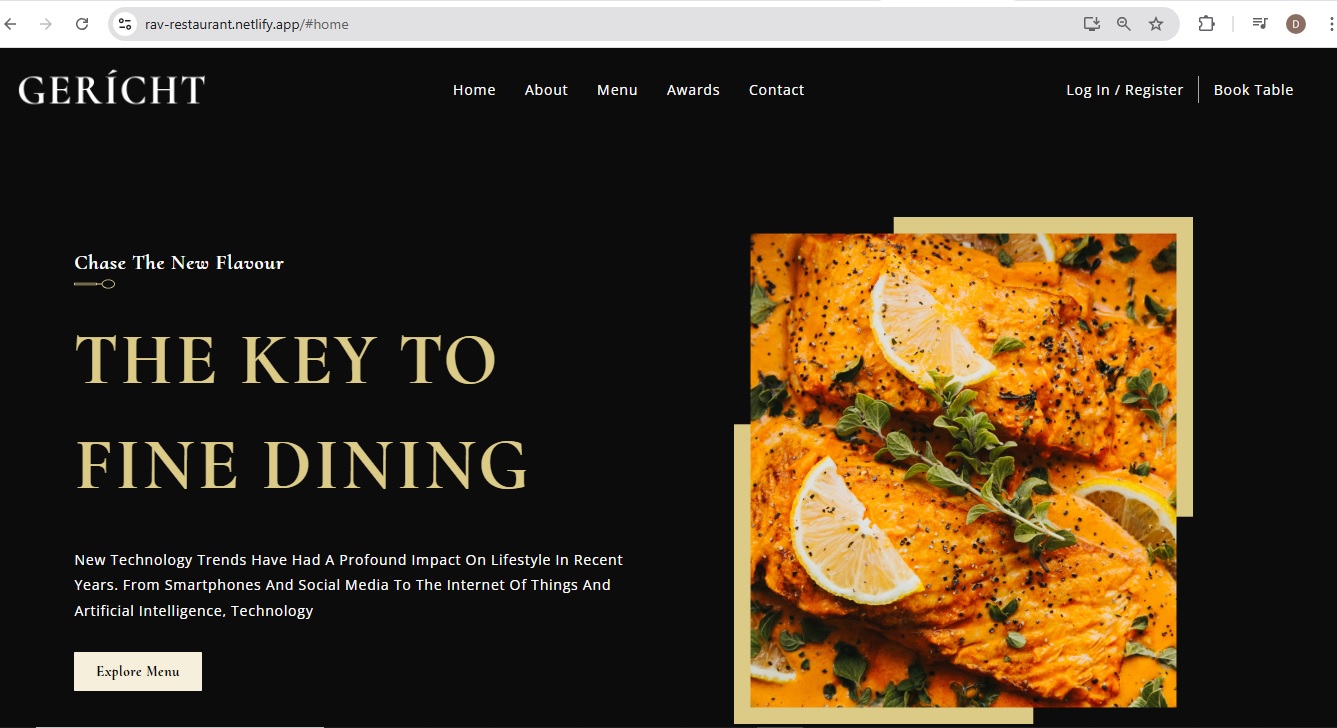 rav-restaurant.netlify.app/#home
D
GERÍCHT
Home About Menu Awards Contact
Log In / Register Book Table
Chase The New Flavour
THE KEY TO
FINE DINING
New Technology Trends Have Had A Profound Impact On Lifestyle In Recent
Years. From Smartphones And Social Media To The Internet Of Things And
Artificial Intelligence, Technology
Explore Menu